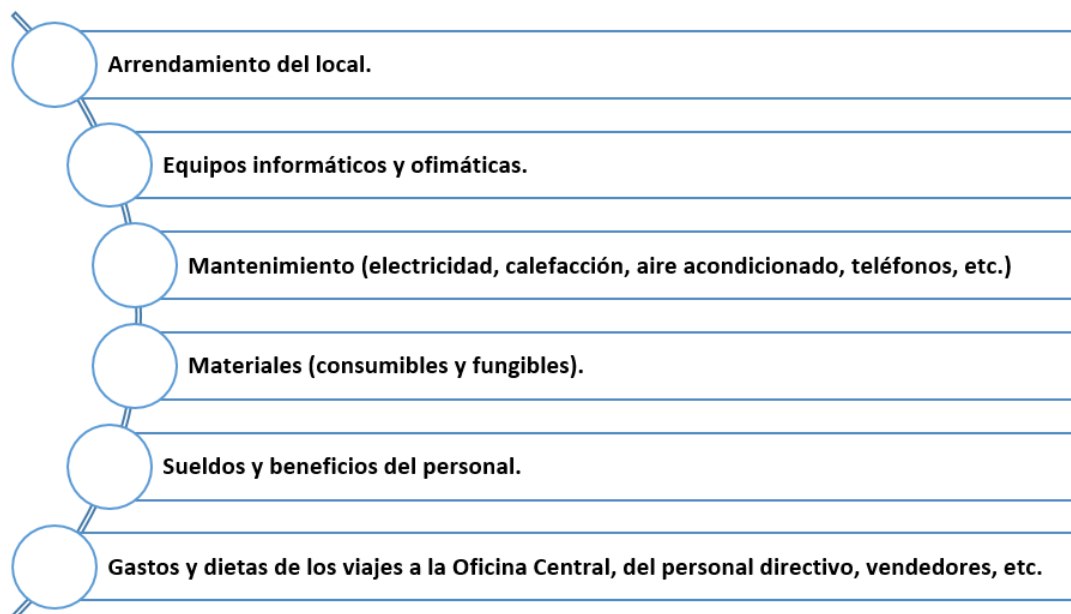 Arrendamiento del local.
Equipos informáticos y ofimáticas.
Mantenimiento (electricidad, calefacción, aire acondicionado, teléfonos, etc.)
Materiales (consumibles y fungibles).
Sueldos y beneficios del personal.
Gastos y dietas de los viajes a la Oficina Central, del personal directivo, vendedores, etc.